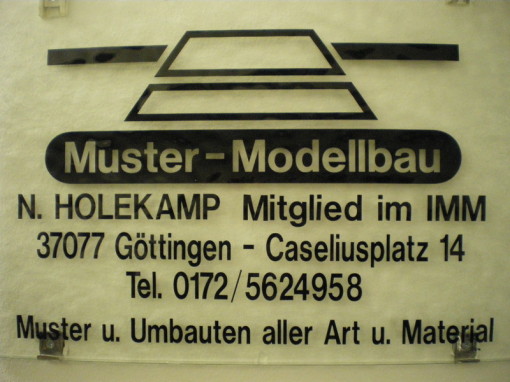 Muster-Modellbau
N. HOLEKAMP Mitglied im IMM
37077 Göttingen - Caseliusplatz 14
Tel. 0172/5624958
Muster u. Umbauten aller Art u. Material